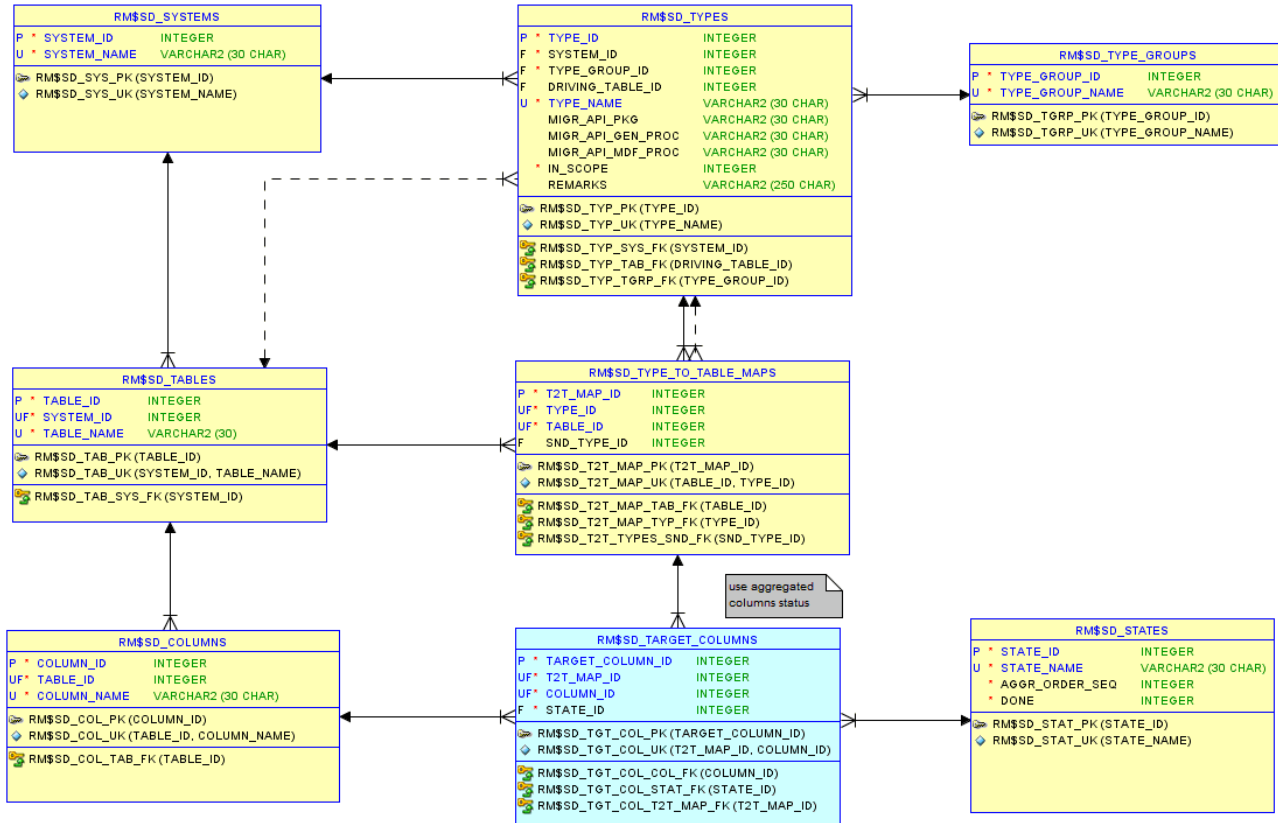 RM$SD_SYSTEMS
P * SYSTEM_ID INTEGER
U * SYSTEM_NAME VARCHAR2 (30 CHAR)
RM$SD_SYS_PK (SYSTEM_ID)
RM$SD_SYS_UK (SYSTEM_NAME)
RM$SD_TYPES
P * TYPE_ID INTEGER
F * SYSTEM_ID INTEGER
F * TYPE_GROUP_ID INTEGER
F DRIVING_TABLE_ID INTEGER
U * TYPE_NAME VARCHAR2 (30 CHAR)
MIGR_API_PKG VARCHAR2 (30 CHAR)
MIGR_API_GEN_PROC VARCHAR2 (30 CHAR)
MIGR_API_MDF_PROC VARCHAR2 (30 CHAR)
* IN_SCOPE INTEGER
REMARKS VARCHAR2 (250 CHAR)
RM$SD_TYP_PK (TYPE_ID)
RM$SD_TYP_UK (TYPE_NAME)
RM$SD_TYP_SYS_FK (SYSTEM_ID)
RM$SD_TYP_TAB_FK (DRIVING_TABLE_ID)
RM$SD_TYP_TGRP_FK (TYPE_GROUP_ID)
RM$SD_TYPE_GROUPS
P * TYPE_GROUP_ID INTEGER
U * TYPE_GROUP_NAME VARCHAR2 (30 CHAR)
RM$SD_TGRP_PK (TYPE_GROUP_ID)
RM$SD_TGRP_UK (TYPE_GROUP_NAME)
RM$SD_TABLES
P * TABLE_ID INTEGER
UF* SYSTEM_ID INTEGER
U * TABLE_NAME VARCHAR2 (30)
RM$SD_TAB_PK (TABLE_ID)
RM$SD_TAB_UK (SYSTEM_ID, TABLE_NAME)
RM$SD_TAB_SYS_FK (SYSTEM_ID)
RM$SD_TYPE_TO_TABLE_MAPS
P * T2T_MAP_ID INTEGER
UF* TYPE_ID INTEGER
UF* TABLE_ID INTEGER
F SND_TYPE_ID INTEGER
RM$SD_T2T_MAP_PK (T2T_MAP_ID)
RM$SD_T2T_MAP_UK (TABLE_ID, TYPE_ID)
RM$SD_T2T_MAP_TAB_FK (TABLE_ID)
RM$SD_T2T_MAP_TYP_FK (TYPE_ID)
RM$SD_T2T_TYPES_SND_FK (SND_TYPE_ID)
use aggregated
columns status
RM$SD_COLUMNS
P * COLUMN_ID INTEGER
UF* TABLE_ID INTEGER
U * COLUMN_NAME VARCHAR2 (30 CHAR)
RM$SD_COL_PK (COLUMN_ID)
RM$SD_COL_UK (TABLE_ID, COLUMN_NAME)
RM$SD_COL_TAB_FK (TABLE_ID)
RM$SD_TARGET_COLUMNS
P * TARGET_COLUMN_ID INTEGER
UF* T2T_MAP_ID INTEGER
UF* COLUMN_ID INTEGER
F * STATE_ID INTEGER
RM$SD_TGT_COL_PK (TARGET_COLUMN_ID)
RM$SD_TGT_COL_UK (T2T_MAP_ID, COLUMN_ID)
RM$SD_TGT_COL_COL_FK (COLUMN_ID)
RM$SD_TGT_COL_STAT_FK (STATE_ID)
RM$SD_TGT_COL_T2T_MAP_FK (T2T_MAP_ID)
RM$SD_STATES
P * STATE_ID INTEGER
U * STATE_NAME VARCHAR2 (30 CHAR)
* AGGR_ORDER_SEQ INTEGER
* DONE INTEGER
RM$SD_STAT_PK (STATE_ID)
RM$SD_STAT_UK (STATE_NAME)